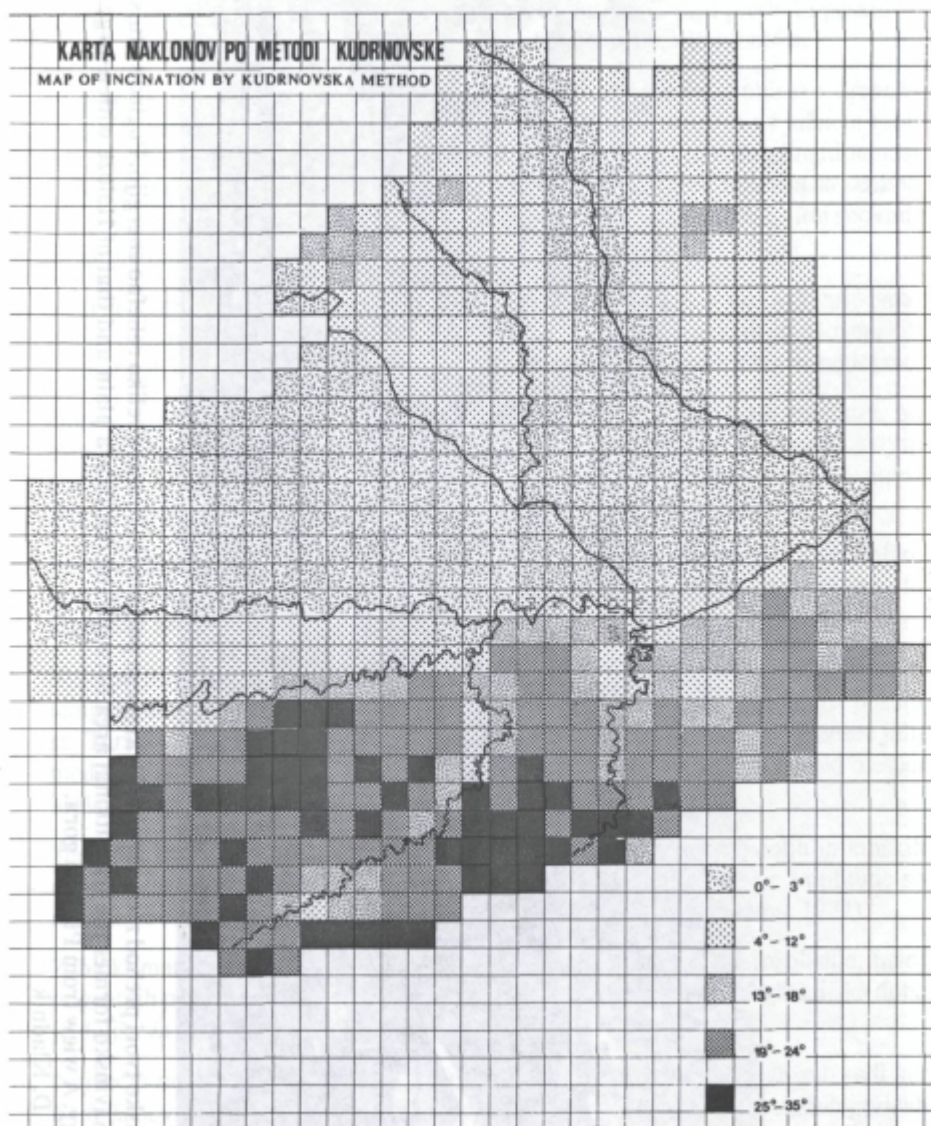 KARTA NAKLONOV PO METODI KUDRNOVSKE
MAP OF INCINATION BY KUDRNOVSKA METHOD
0°– 3°
4°– 12°
13°– 18°
19°– 24°
25°– 35°